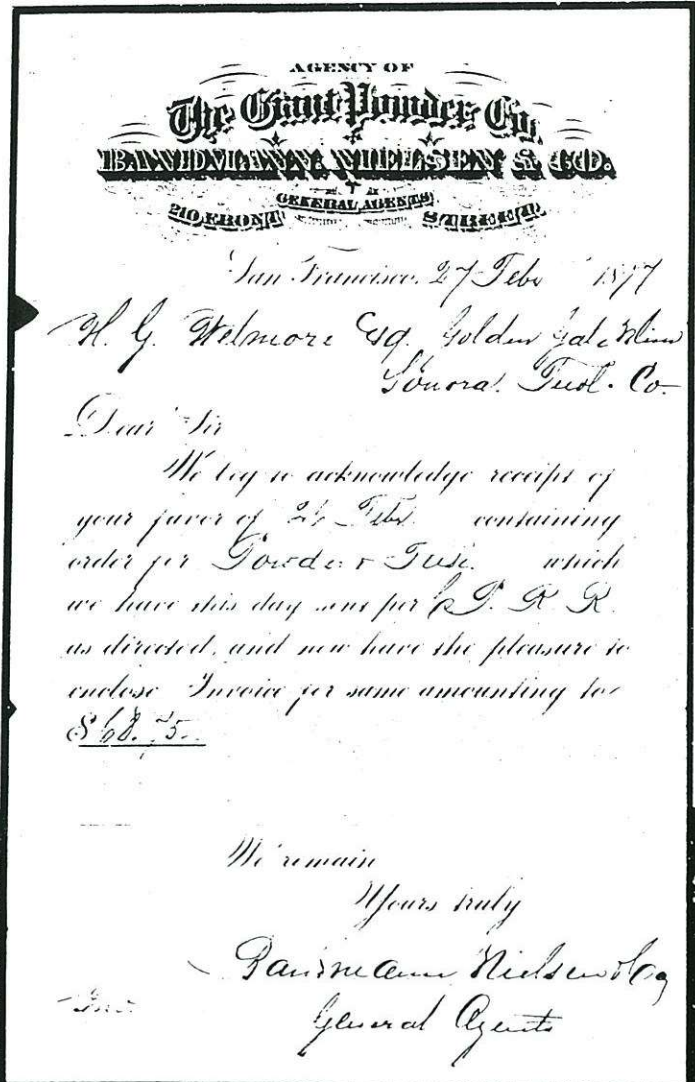 AGENCY OF
The Giant Powder Co.
BANDMANN, NIELSEN & CO.
GENERAL AGENTS
210 FRONT STREET
San Francisco, 27 Feby 1877
H. G. Wetmore Esq. Golden Gate Mine
Sonora. Tuol. Co.
Dear Sir
We beg to acknowledge receipt of
your favor of 26 Feby containing
order for Powder & Fuse which
we have this day sent per C. P. R. R.
as directed, and now have the pleasure to
enclose Invoice for same amounting to
$ 68.75
We remain
Yours truly
Bandmann Nielsen & Co
General Agents